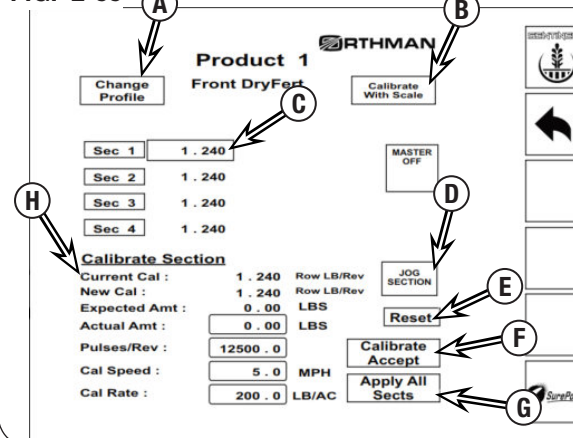 A
B
ORTHMAN
Product 1
Change Profile
Front DryFert
Calibrate With Scale
C
Sec 1 1.240
MASTER OFF
Sec 2 1.240
Sec 3 1.240
Sec 4 1.240
H
D
Calibrate Section
Current Cal : 1.240 Row LB/Rev
JOG SECTION
New Cal : 1.240 Row LB/Rev
E
Expected Amt : 0.00 LBS
Reset
Actual Amt : 0.00 LBS
F
Pulses/Rev : 12500.0
Calibrate Accept
Cal Speed : 5.0 MPH
Apply All Sects
Cal Rate : 200.0 LB/AC
G